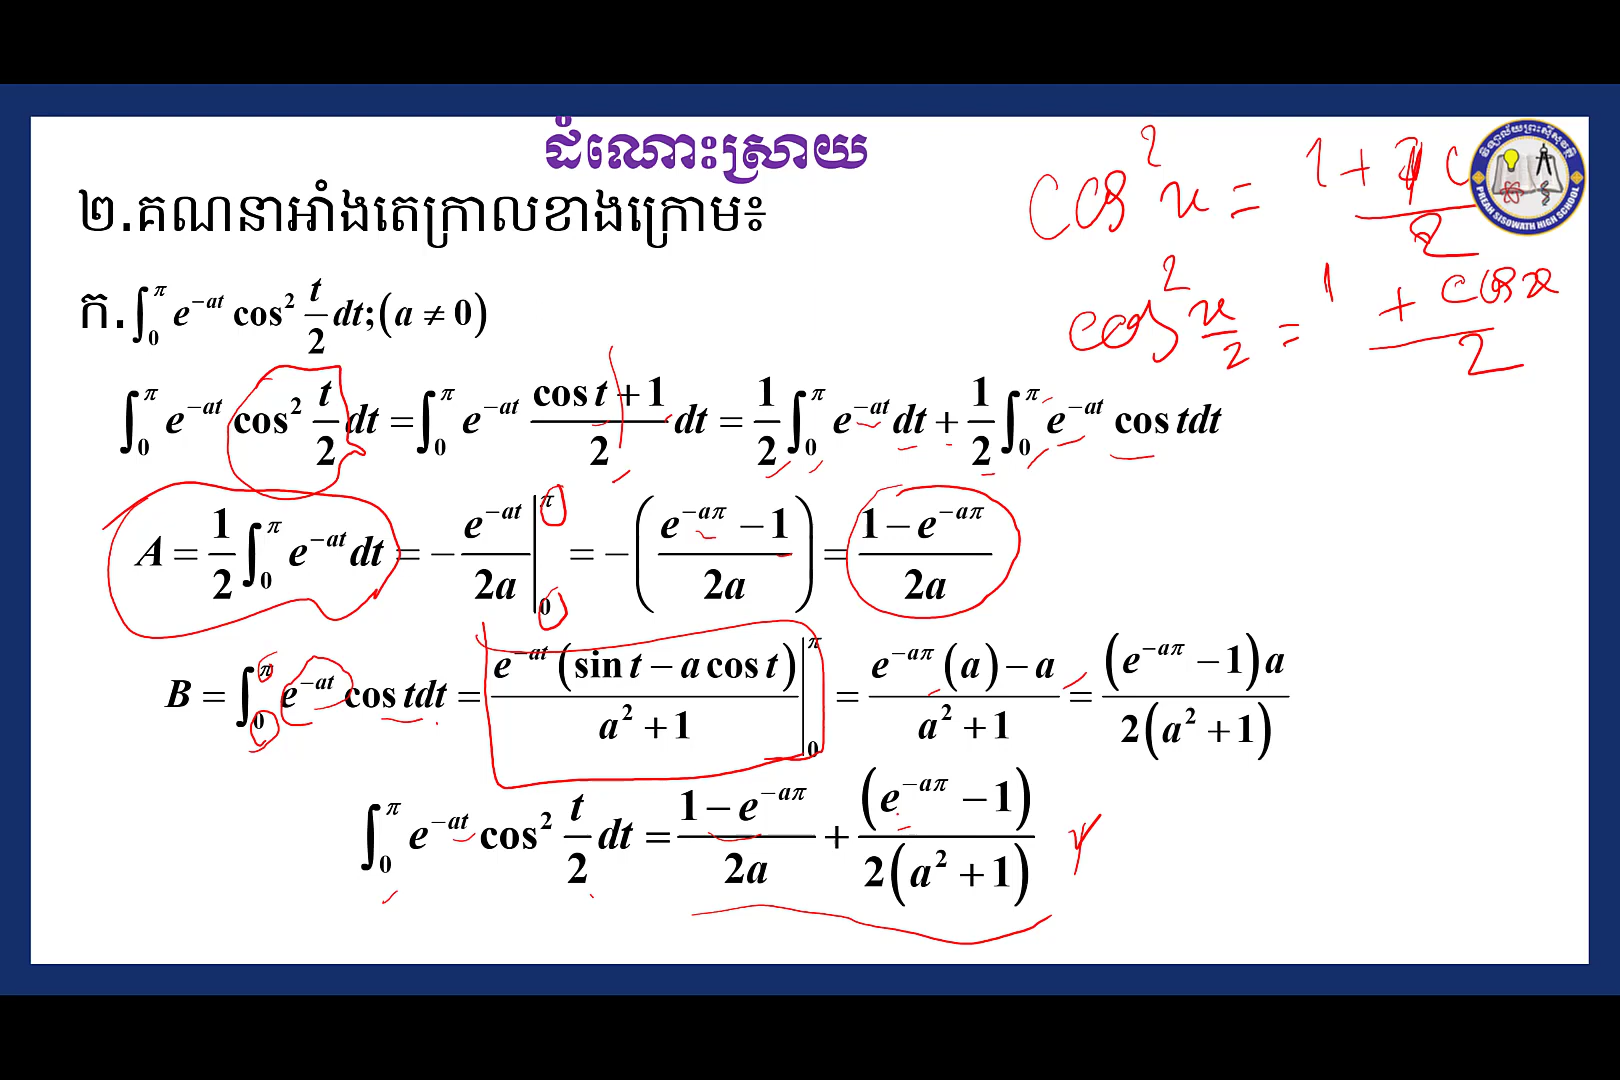 ដំណោះស្រាយ
២.គណនាអាំងតេក្រាលខាងក្រោម៖
cos² x = 1 + c / 2
cos² x/2 = 1 + cos x / 2
ក. ∫₀^π e^{-at} cos² t/2 dt; (a ≠ 0)
∫₀^π e^{-at} cos² t/2 dt = ∫₀^π e^{-at} (cos t + 1)/2 dt = 1/2 ∫₀^π e^{-at} dt + 1/2 ∫₀^π e^{-at} cos tdt
A = 1/2 ∫₀^π e^{-at} dt = - e^{-at}/2a |₀^π = -((e^{-aπ} - 1)/2a) = (1 - e^{-aπ})/2a
B = ∫₀^π e^{-at} cos tdt = e^{-at}(sin t - a cos t)/(a² + 1) |₀^π = (e^{-aπ}(a) - a)/(a² + 1) = (e^{-aπ} - 1)a/2(a² + 1)
∫₀^π e^{-at} cos² t/2 dt = (1 - e^{-aπ})/2a + (e^{-aπ} - 1)/2(a² + 1)
PREAH SISOWATH HIGH SCHOOL